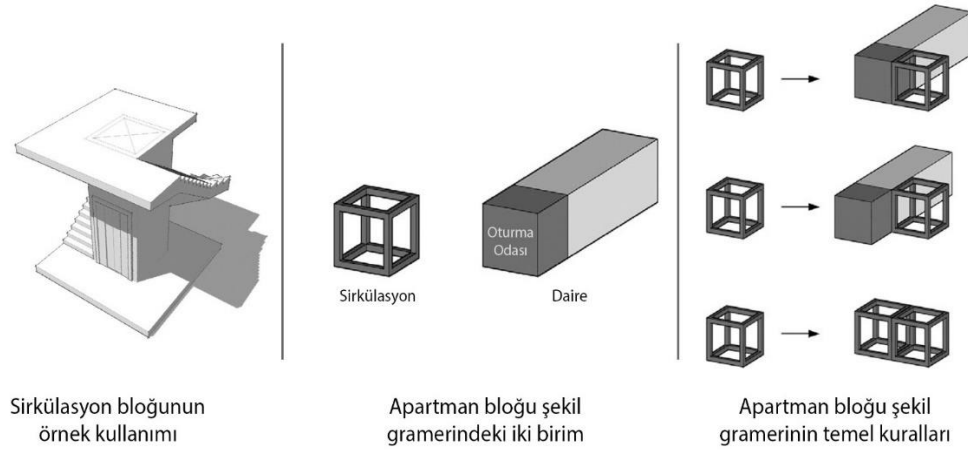 Oturma
Odası
Sirkülasyon
Daire
Sirkülasyon bloğunun
örnek kullanımı
Apartman bloğu şekil
gramerindeki iki birim
Apartman bloğu şekil
gramerinin temel kuralları